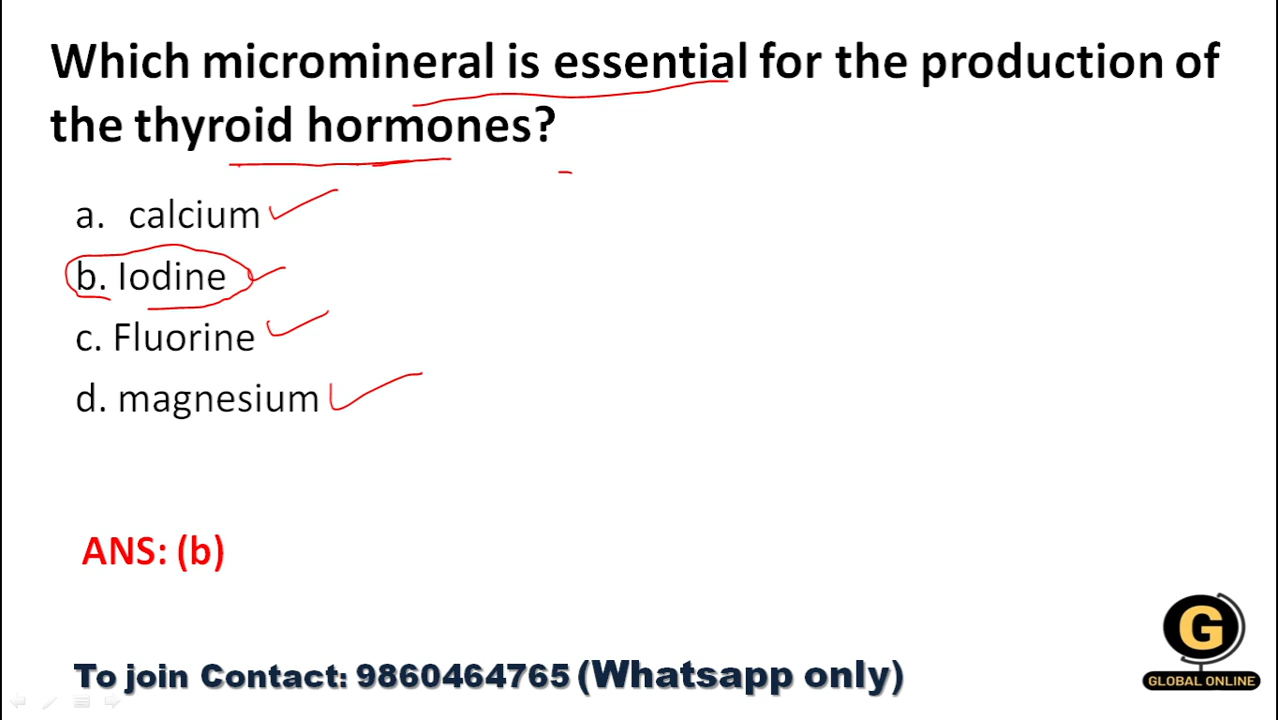 Which micromineral is essential for the production of
the thyroid hormones?
a. calcium
b. Iodine
c. Fluorine
d. magnesium
ANS: (b)
G
GLOBAL ONLINE
To join Contact: 9860464765 (Whatsapp only)